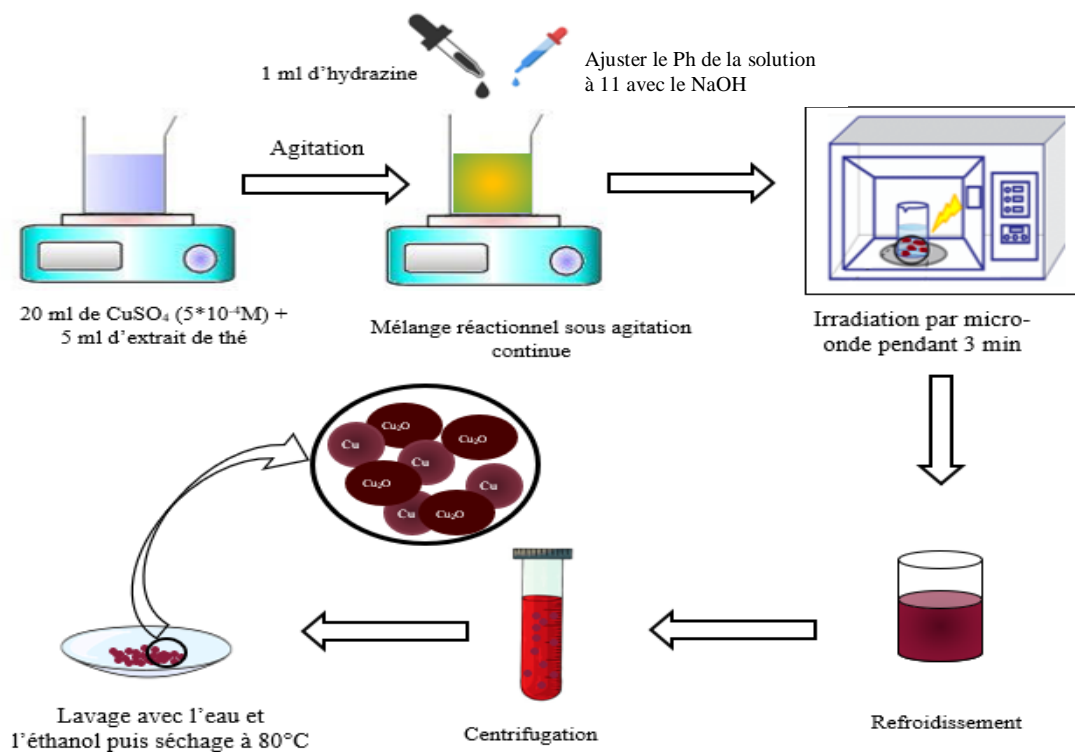 1 ml d'hydrazine
Ajuster le Ph de la solution
à 11 avec le NaOH
Agitation
20 ml de CuSO₄ (5*10⁻⁴M) +
5 ml d'extrait de thé
Mélange réactionnel sous agitation
continue
Irradiation par micro-
onde pendant 3 min
Cu₂O
Cu₂O
Cu
Cu
Cu₂O
Cu
Cu
Cu₂O
Lavage avec l'eau et
l'éthanol puis séchage à 80°C
Centrifugation
Refroidissement